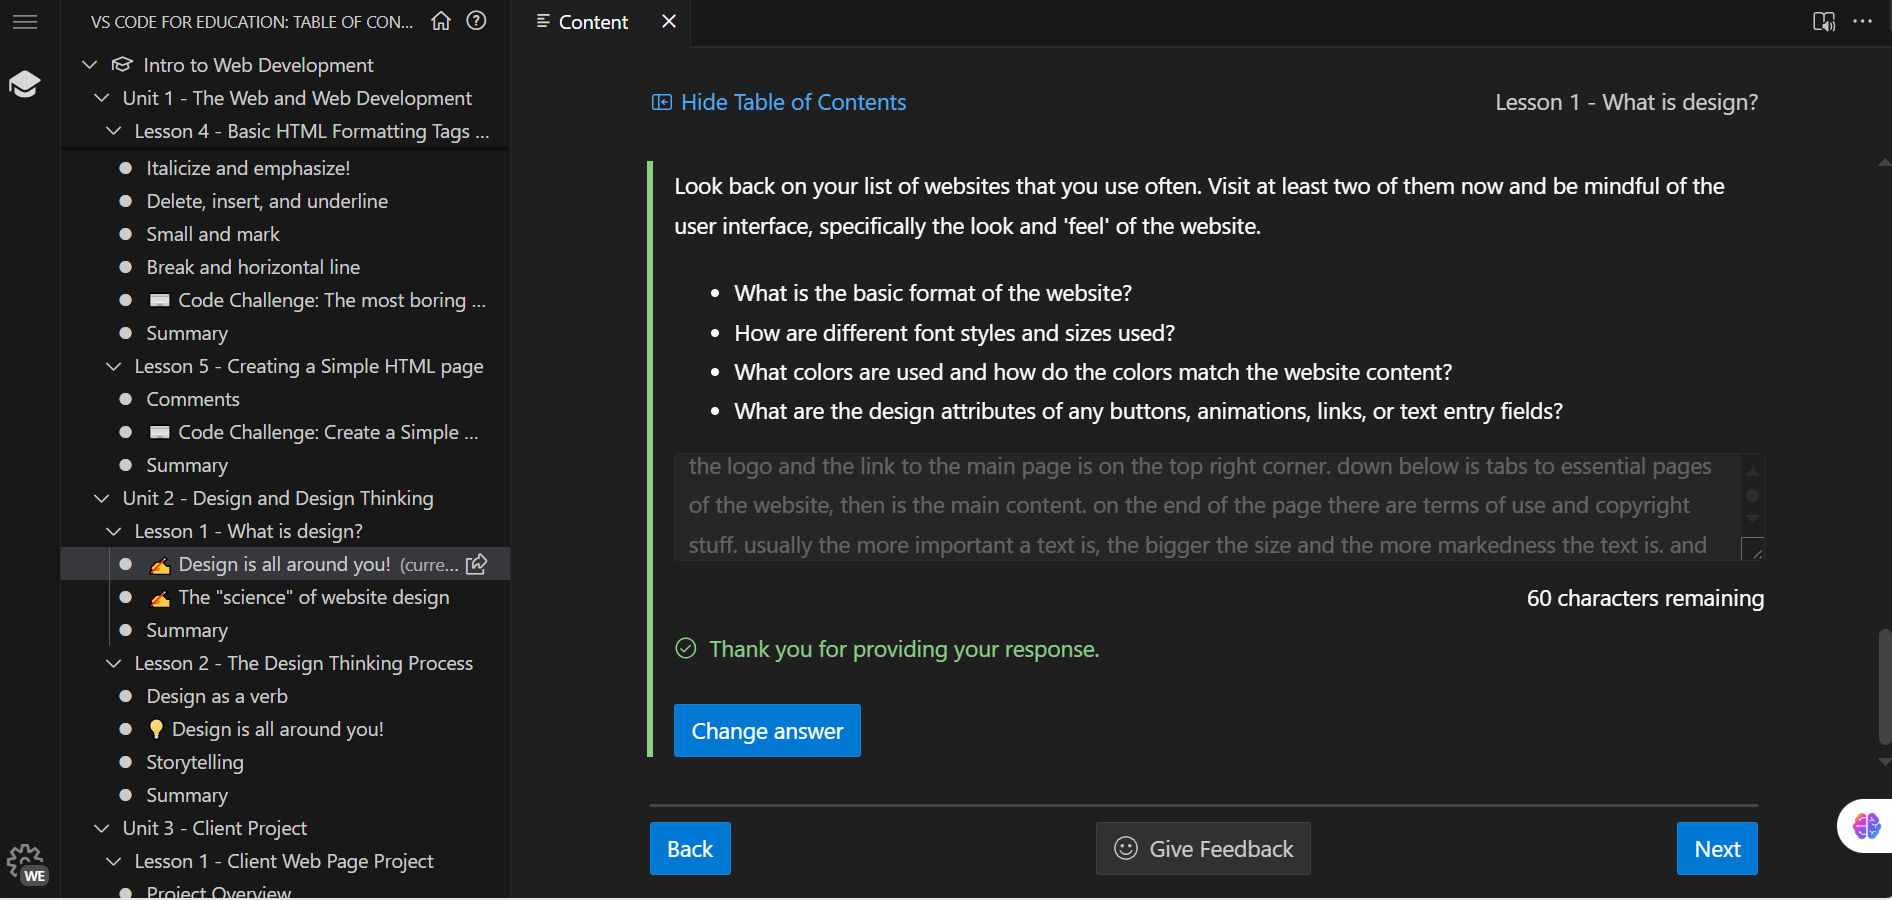 VS CODE FOR EDUCATION: TABLE OF CON...
Intro to Web Development
Unit 1 - The Web and Web Development
Lesson 4 - Basic HTML Formatting Tags ...
Italicize and emphasize!
Delete, insert, and underline
Small and mark
Break and horizontal line
Code Challenge: The most boring ...
Summary
Lesson 5 - Creating a Simple HTML page
Comments
Code Challenge: Create a Simple ...
Summary
Unit 2 - Design and Design Thinking
Lesson 1 - What is design?
Design is all around you! (curre...
The "science" of website design
Summary
Lesson 2 - The Design Thinking Process
Design as a verb
Design is all around you!
Storytelling
Summary
Unit 3 - Client Project
Lesson 1 - Client Web Page Project
Project Overview
WE
Content
Hide Table of Contents
Lesson 1 - What is design?
Look back on your list of websites that you use often. Visit at least two of them now and be mindful of the
user interface, specifically the look and 'feel' of the website.
• What is the basic format of the website?
• How are different font styles and sizes used?
• What colors are used and how do the colors match the website content?
• What are the design attributes of any buttons, animations, links, or text entry fields?
the logo and the link to the main page is on the top right corner. down below is tabs to essential pages
of the website, then is the main content. on the end of the page there are terms of use and copyright
stuff. usually the more important a text is, the bigger the size and the more markedness the text is. and
60 characters remaining
Thank you for providing your response.
Change answer
Back
Give Feedback
Next